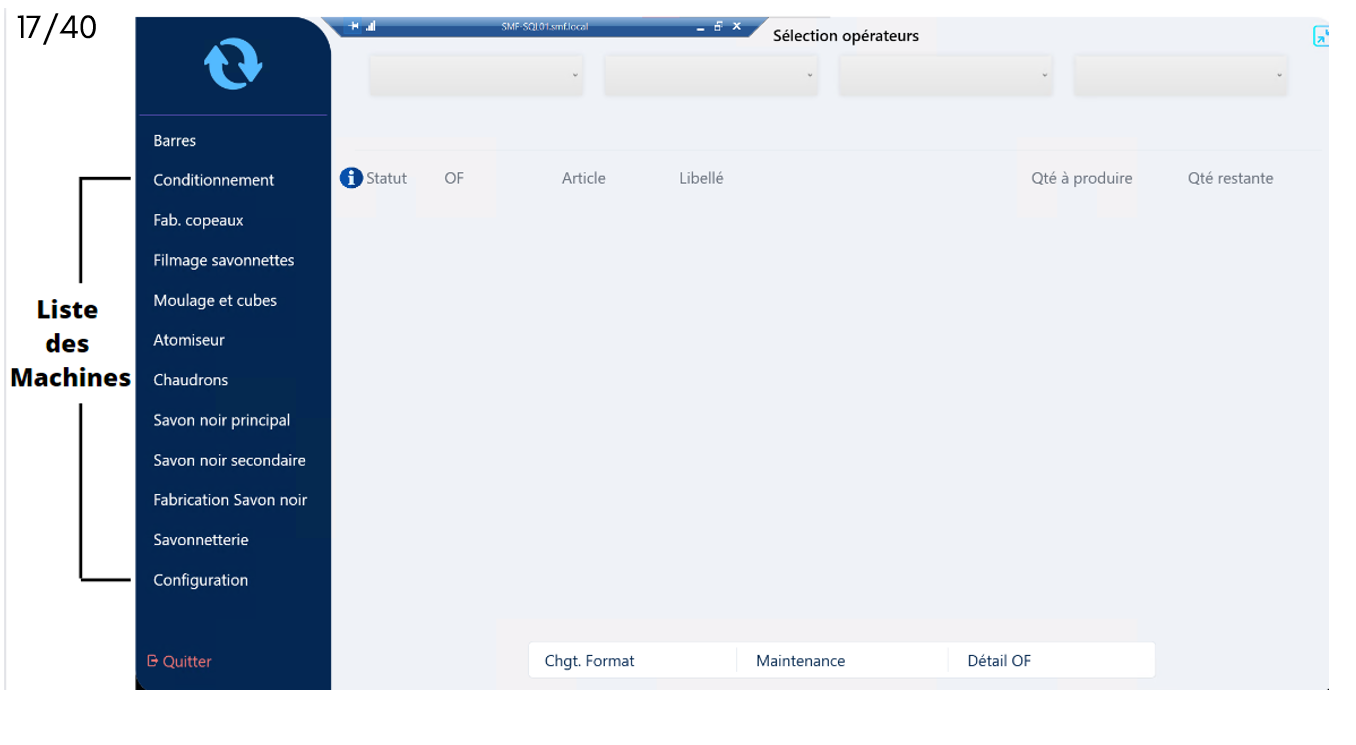 17/40
SMF-SQL01.smf.local
Sélection opérateurs
Barres
Conditionnement
Fab. copeaux
Filmage savonnettes
Moulage et cubes
Atomiseur
Chaudrons
Savon noir principal
Savon noir secondaire
Fabrication Savon noir
Savonnetterie
Configuration
Quitter
Liste
des
Machines
Statut OF Article Libellé Qté à produire Qté restante
Chgt. Format Maintenance Détail OF